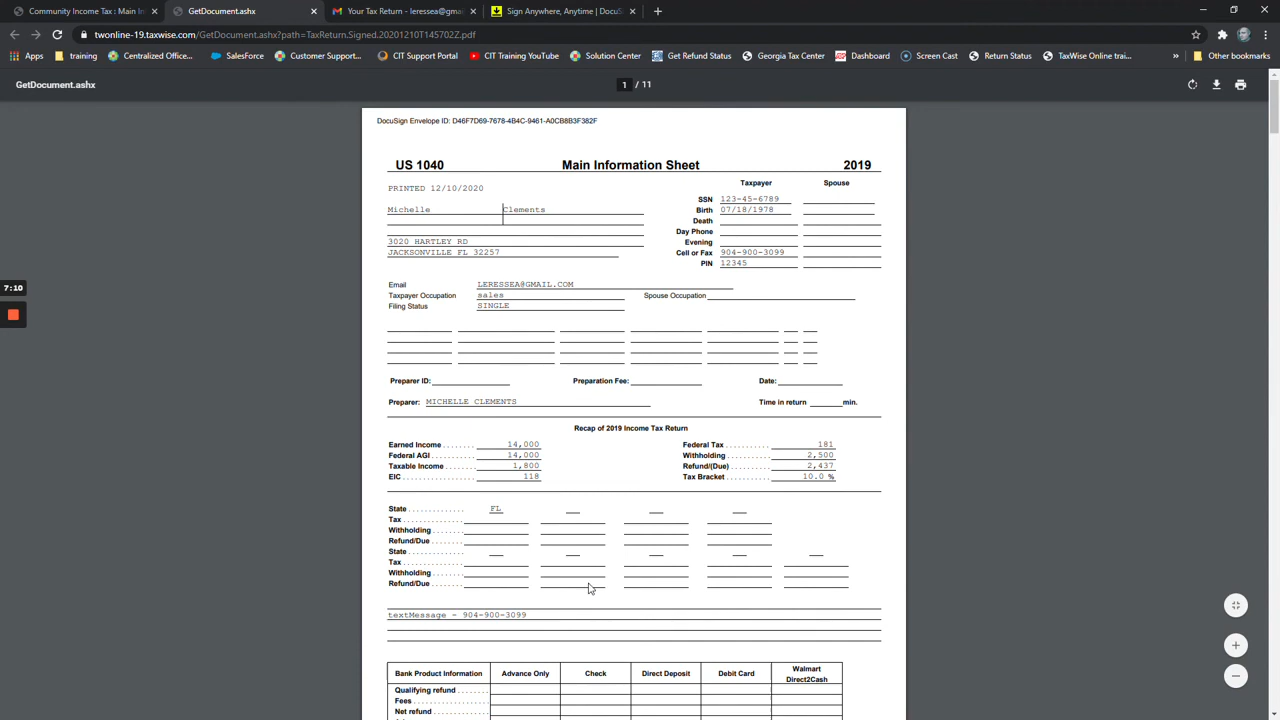 Community Income Tax : Main In
GetDocument.ashx
Your Tax Return - leressea@gmai
Sign Anywhere, Anytime | DocuS
twonline-19.taxwise.com/GetDocument.ashx?path=TaxReturn.Signed.20201210T145702Z.pdf
Apps training Centralized Office... SalesForce Customer Support... CIT Support Portal CIT Training YouTube Solution Center Get Refund Status Georgia Tax Center Dashboard Screen Cast Return Status TaxWise Online trai... » Other bookmarks
GetDocument.ashx 1 / 11
DocuSign Envelope ID: D46F7D69-7678-4B4C-9461-A0CB8B3F382F
US 1040 Main Information Sheet 2019
PRINTED 12/10/2020 Taxpayer Spouse
SSN 123-45-6789
Michelle Clements Birth 07/18/1978
Death
Day Phone
3020 HARTLEY RD Evening
JACKSONVILLE FL 32257 Cell or Fax 904-900-3099
PIN 12345
7:10
Email LERESSEA@GMAIL.COM
Taxpayer Occupation sales Spouse Occupation
Filing Status SINGLE
Preparer ID: Preparation Fee: Date:
Preparer: MICHELLE CLEMENTS Time in return min.
Recap of 2019 Income Tax Return
Earned Income ........ 14,000 Federal Tax ........... 181
Federal AGI ........... 14,000 Withholding .......... 2,500
Taxable Income ....... 1,800 Refund/(Due) ......... 2,437
EIC ................. 118 Tax Bracket .......... 10.0 %
State .............. FL
Tax ................
Withholding .......
Refund/Due .......
State ..............
Tax ................
Withholding .......
Refund/Due .......
textMessage - 904-900-3099
Bank Product Information Advance Only Check Direct Deposit Debit Card Walmart Direct2Cash
Qualifying refund .......
Fees ...................
Net refund .............